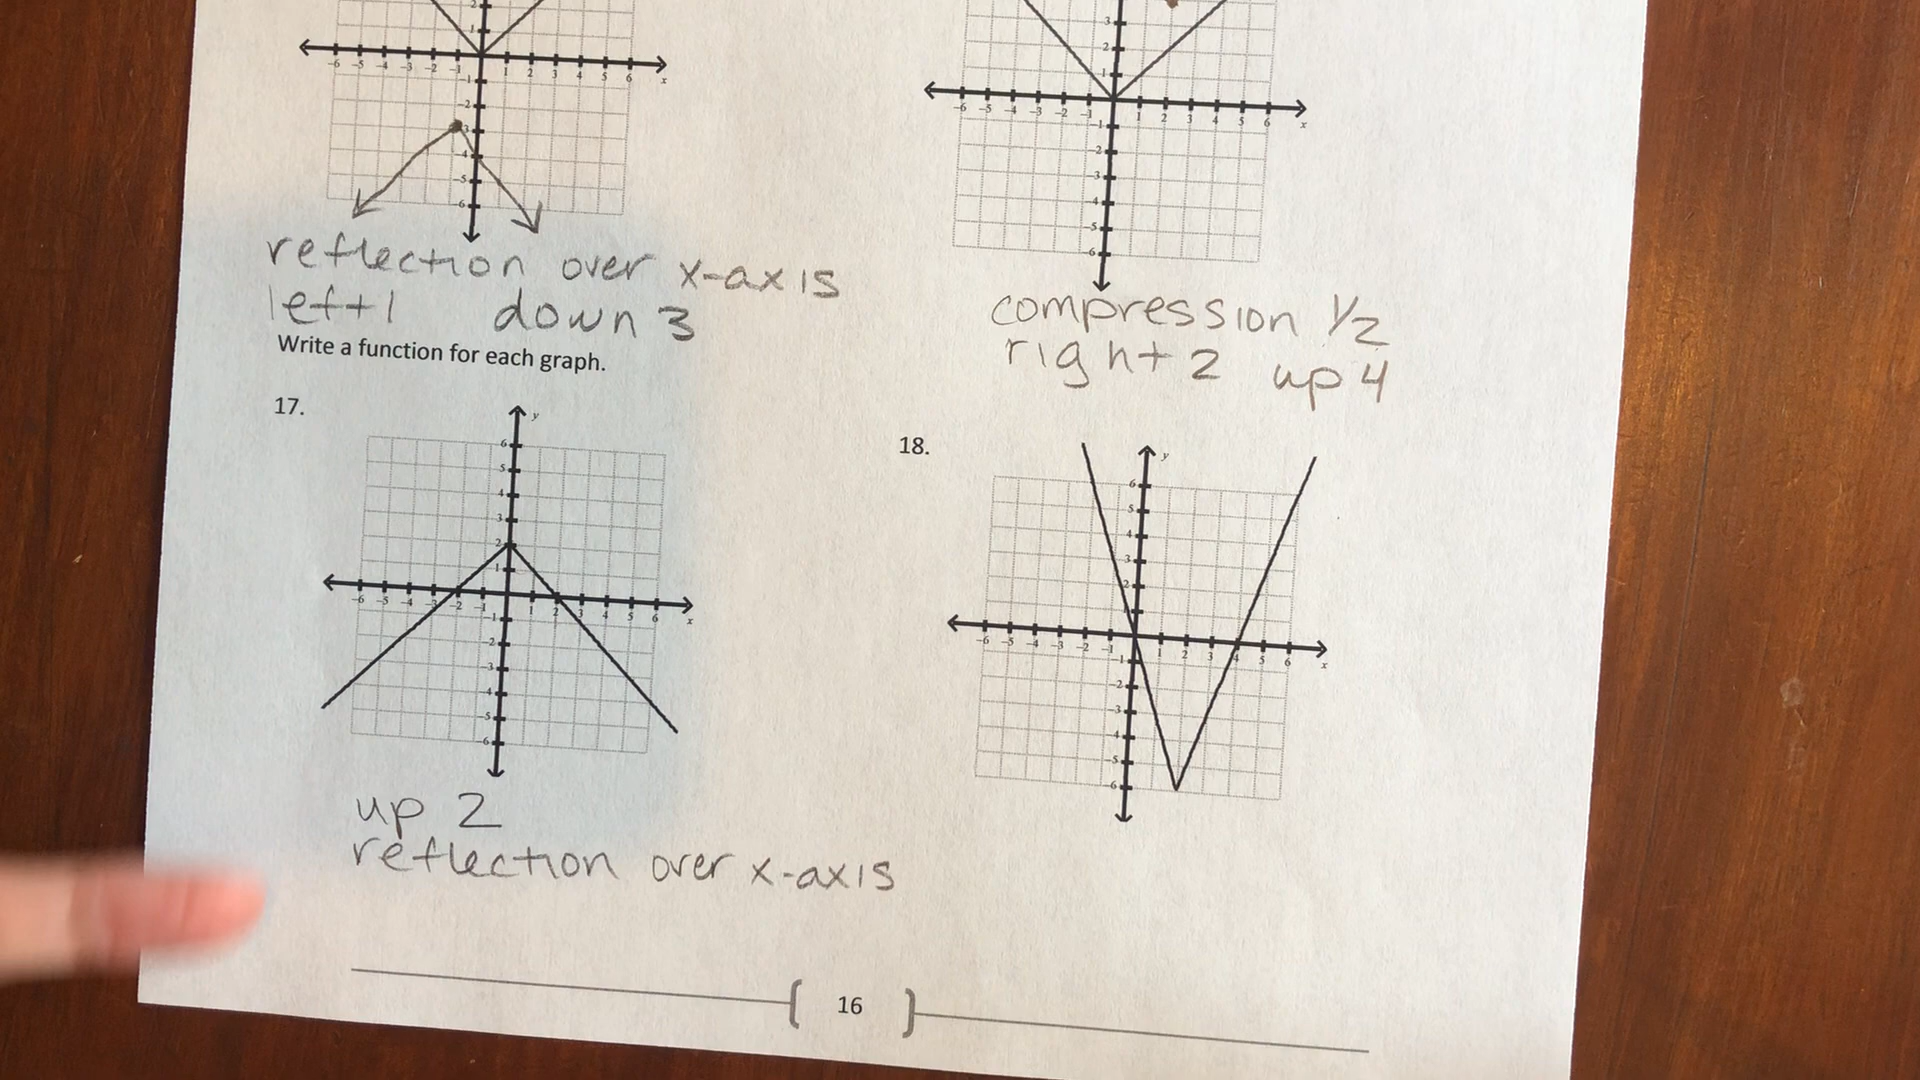 reflection over x-axis
left 1 down 3
compression 1/2
right 2 up 4
Write a function for each graph.
17.
18.
up 2
reflection over x-axis
16